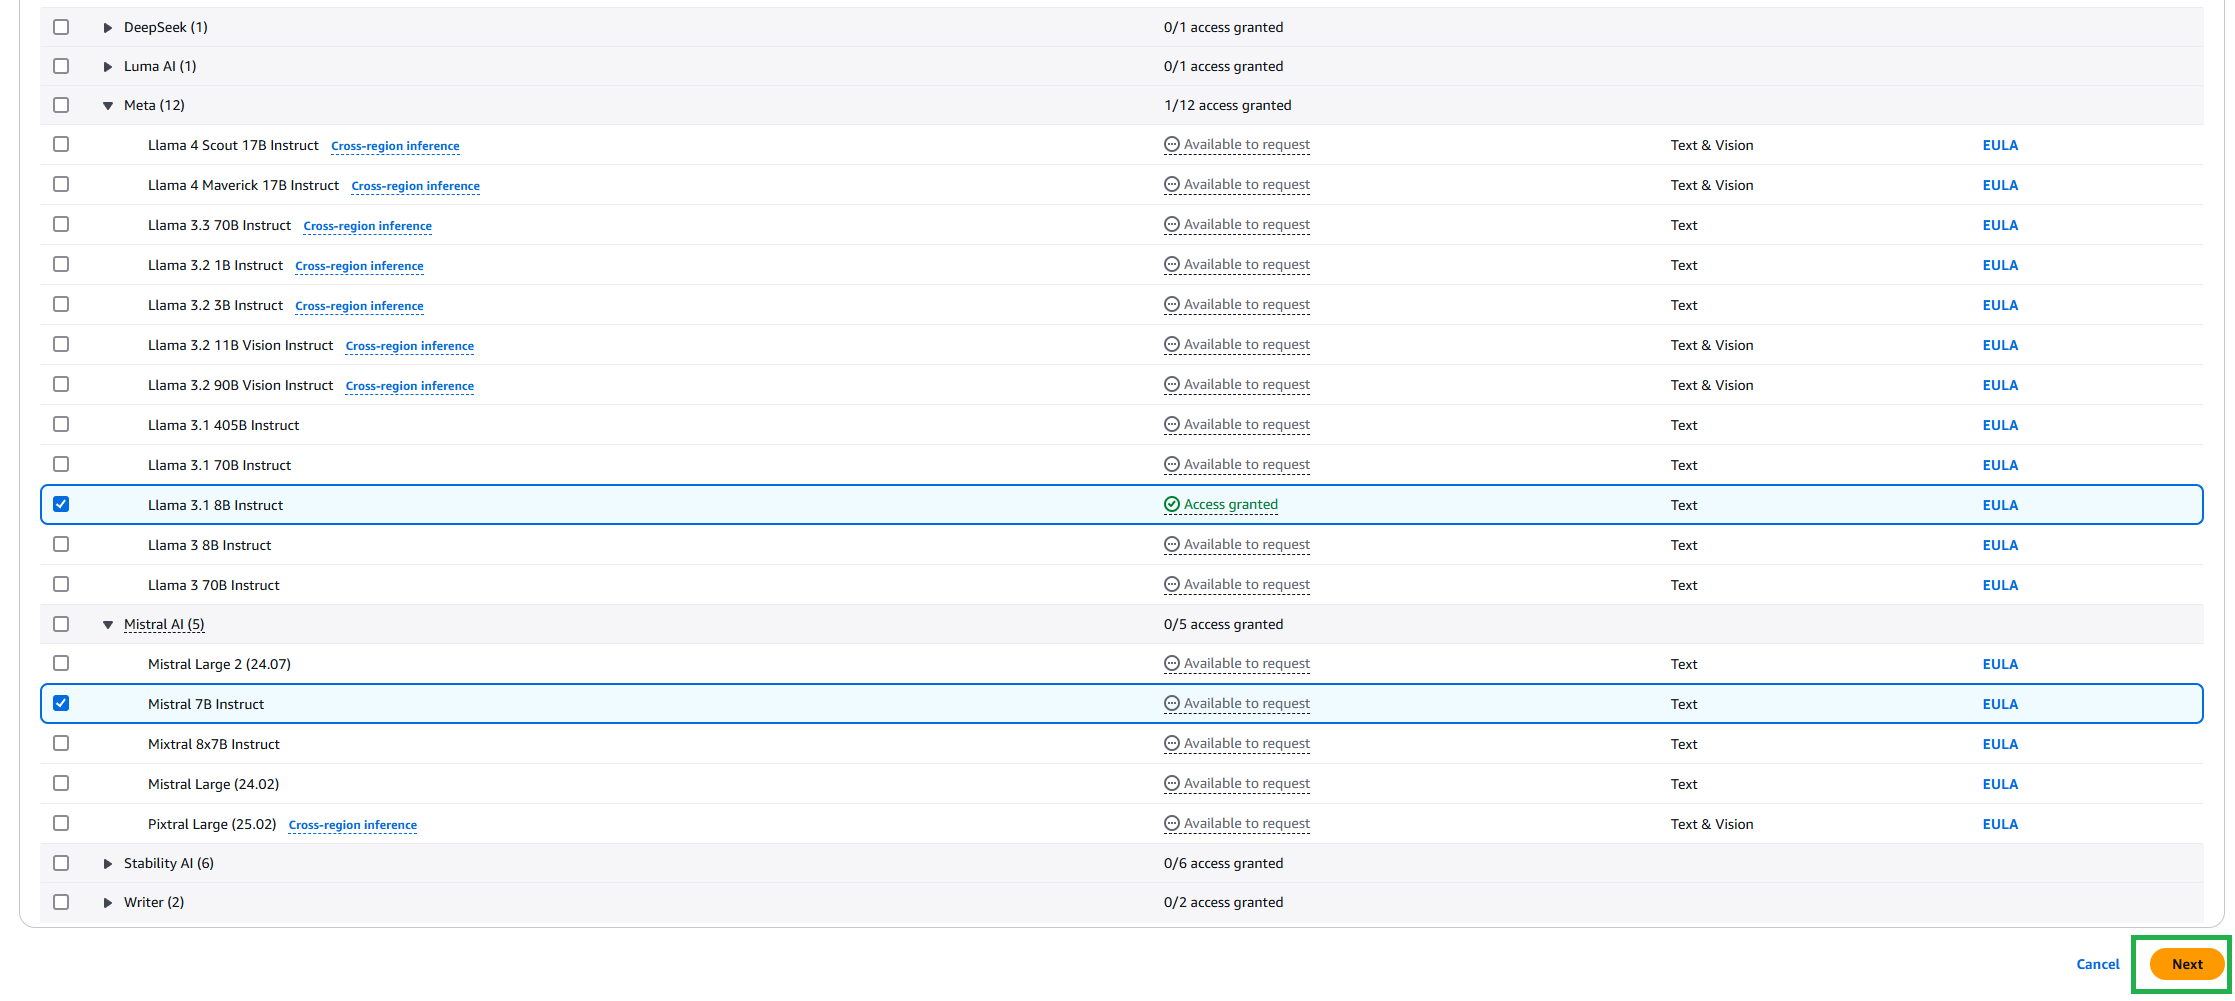 DeepSeek (1) 0/1 access granted
Luma AI (1) 0/1 access granted
Meta (12) 1/12 access granted
Llama 4 Scout 17B Instruct Cross-region inference Available to request Text & Vision EULA
Llama 4 Maverick 17B Instruct Cross-region inference Available to request Text & Vision EULA
Llama 3.3 70B Instruct Cross-region inference Available to request Text EULA
Llama 3.2 1B Instruct Cross-region inference Available to request Text EULA
Llama 3.2 3B Instruct Cross-region inference Available to request Text EULA
Llama 3.2 11B Vision Instruct Cross-region inference Available to request Text & Vision EULA
Llama 3.2 90B Vision Instruct Cross-region inference Available to request Text & Vision EULA
Llama 3.1 405B Instruct Available to request Text EULA
Llama 3.1 70B Instruct Available to request Text EULA
Llama 3.1 8B Instruct Access granted Text EULA
Llama 3 8B Instruct Available to request Text EULA
Llama 3 70B Instruct Available to request Text EULA
Mistral AI (5) 0/5 access granted
Mistral Large 2 (24.07) Available to request Text EULA
Mistral 7B Instruct Available to request Text EULA
Mixtral 8x7B Instruct Available to request Text EULA
Mistral Large (24.02) Available to request Text EULA
Pixtral Large (25.02) Cross-region inference Available to request Text & Vision EULA
Stability AI (6) 0/6 access granted
Writer (2) 0/2 access granted
Cancel Next